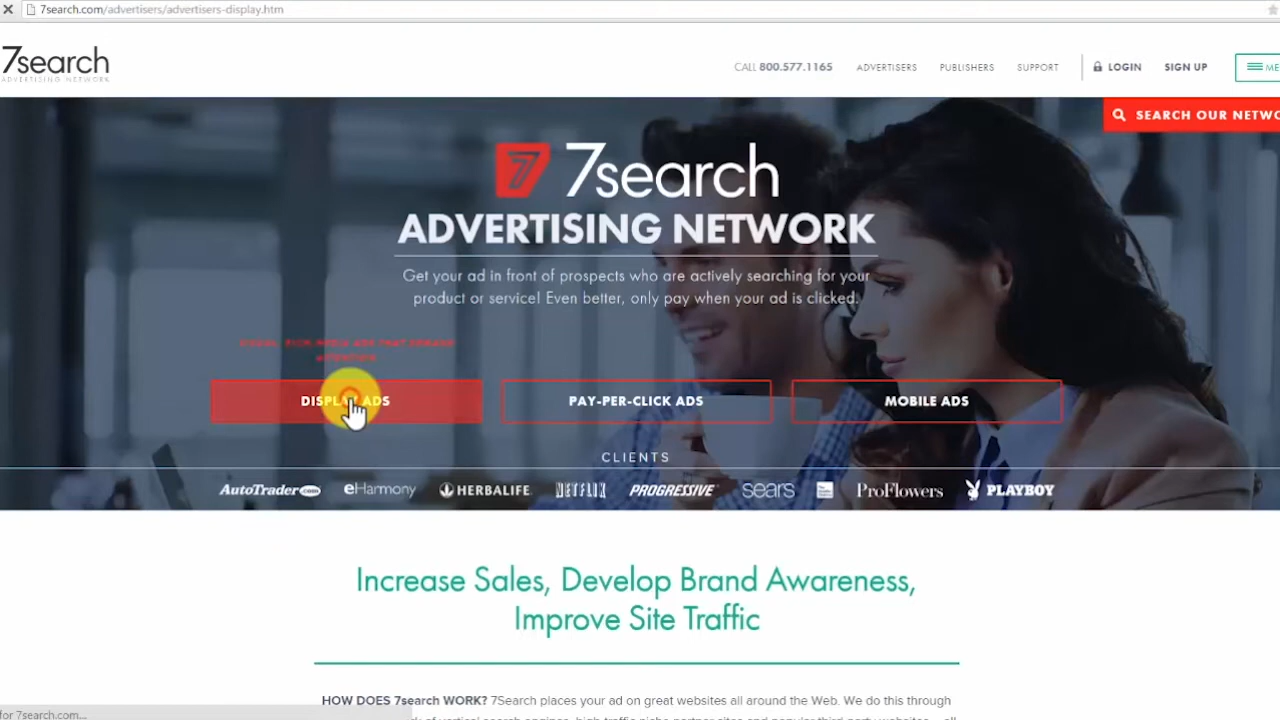 7search.com/advertisers/advertisers-display.htm
7search
ADVERTISING NETWORK
CALL 800.577.1165
ADVERTISERS
PUBLISHERS
SUPPORT
LOGIN
SIGN UP
SEARCH OUR
7 7search
ADVERTISING NETWORK
Get your ad in front of prospects who are actively searching for your
product or service! Even better, only pay when your ad is clicked.
DISPLAY ADS
PAY-PER-CLICK ADS
MOBILE ADS
CLIENTS
AutoTrader.com eHarmony HERBALIFE NETFLIX PROGRESSIVE sears ProFlowers PLAYBOY
Increase Sales, Develop Brand Awareness,
Improve Site Traffic
HOW DOES 7search WORK? 7Search places your ad on great websites all around the Web. We do this through
for 7search.com...